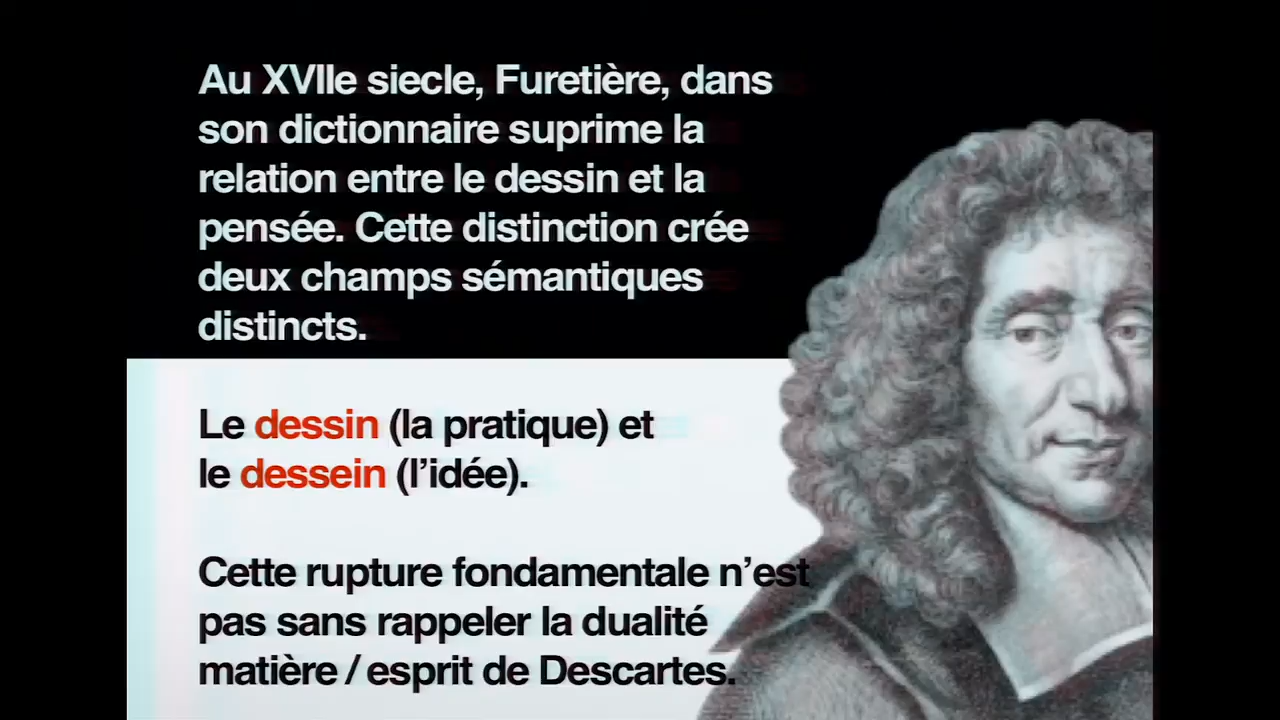 Au XVIIe siecle, Furetière, dans
son dictionnaire suprime la
relation entre le dessin et la
pensée. Cette distinction crée
deux champs sémantiques
distincts.
Le dessin (la pratique) et
le dessein (l’idée).
Cette rupture fondamentale n’est
pas sans rappeler la dualité
matière / esprit de Descartes.